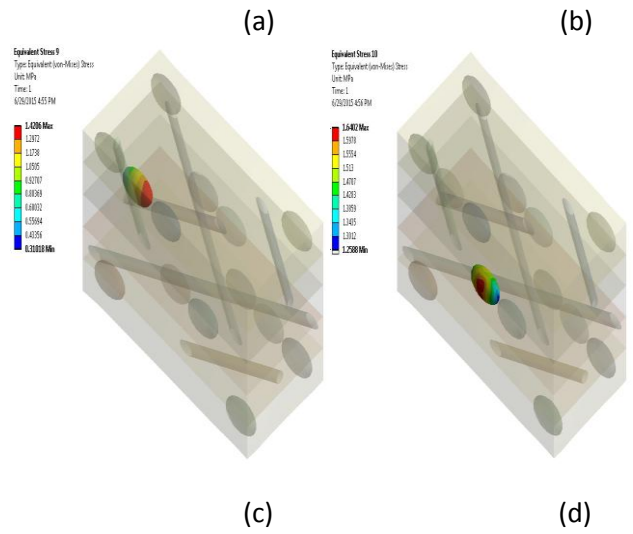 (a)
(b)
Equivalent Stress 9
Type: Equivalent (von-Mises) Stress
Unit: MPa
Time: 1
6/29/2015 4:55 PM
1.4206 Max
1.2972
1.1738
1.0505
0.92707
0.80369
0.68032
0.55694
0.43356
0.31018 Min
Equivalent Stress 10
Type: Equivalent (von-Mises) Stress
Unit: MPa
Time: 1
6/29/2015 4:56 PM
1.6402 Max
1.5978
1.5554
1.513
1.4707
1.4283
1.3859
1.3435
1.3012
1.2588 Min
(c)
(d)